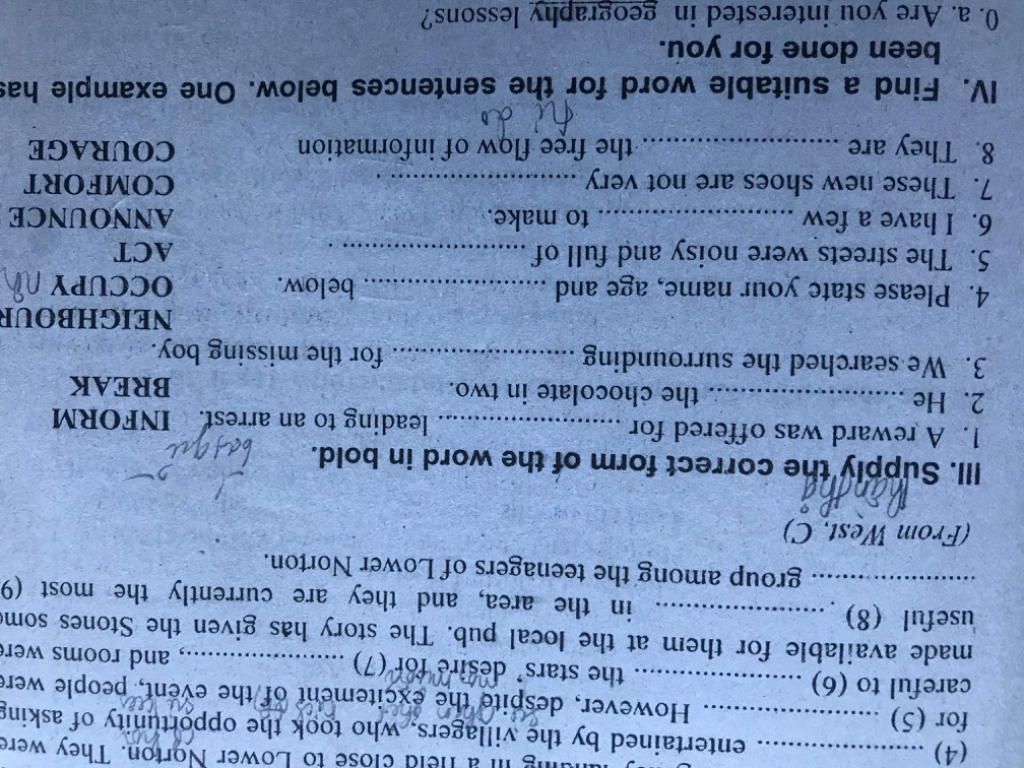 in a field close to Lower Norton. They were
(4) .................... entertained by the villagers, who took the opportunity of asking
for (5) .................... However, despite the excitement of the event, people were
careful to (6) .................... the stars' desire for (7) ...................., and rooms were
made available for them at the local pub. The story has given the Stones some
useful (8) .................... in the area, and they are currently the most (9
.................... group among the teenagers of Lower Norton.
(From West, C)
III. Supply the correct form of the word in bold.
1. A reward was offered for ........................ leading to an arrest. INFORM
2. He ........................ the chocolate in two. BREAK
3. We searched the surrounding ........................ for the missing boy.
NEIGHBOUR
4. Please state your name, age and ........................ below. OCCUPY
5. The streets were noisy and full of ........................ . ACT
6. I have a few ........................ to make. ANNOUNCE
7. These new shoes are not very ........................ . COMFORT
8. They are ........................ the free flow of information COURAGE
IV. Find a suitable word for the sentences below. One example has
been done for you.
0. a. Are you interested in geography lessons?